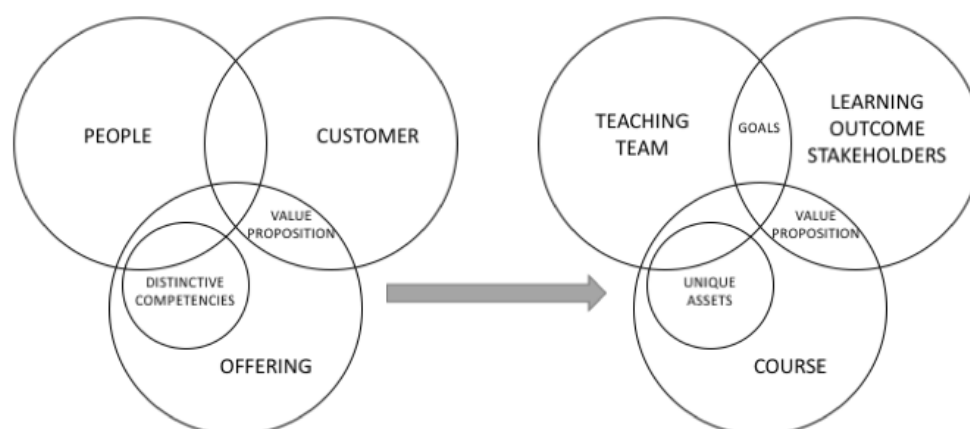 PEOPLE
CUSTOMER
VALUE
PROPOSITION
DISTINCTIVE
COMPETENCIES
OFFERING
TEACHING
TEAM
GOALS
LEARNING
OUTCOME
STAKEHOLDERS
VALUE
PROPOSITION
UNIQUE
ASSETS
COURSE